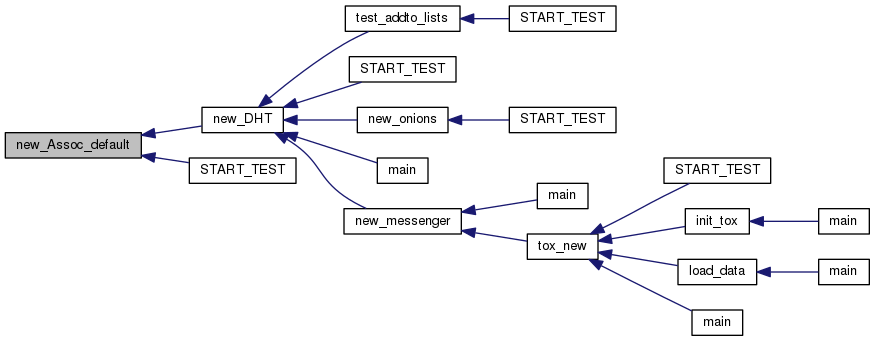 test_addto_lists
START_TEST
START_TEST
new_DHT
new_onions
START_TEST
new_Assoc_default
START_TEST
main
START_TEST
main
new_messenger
init_tox
main
tox_new
load_data
main
main